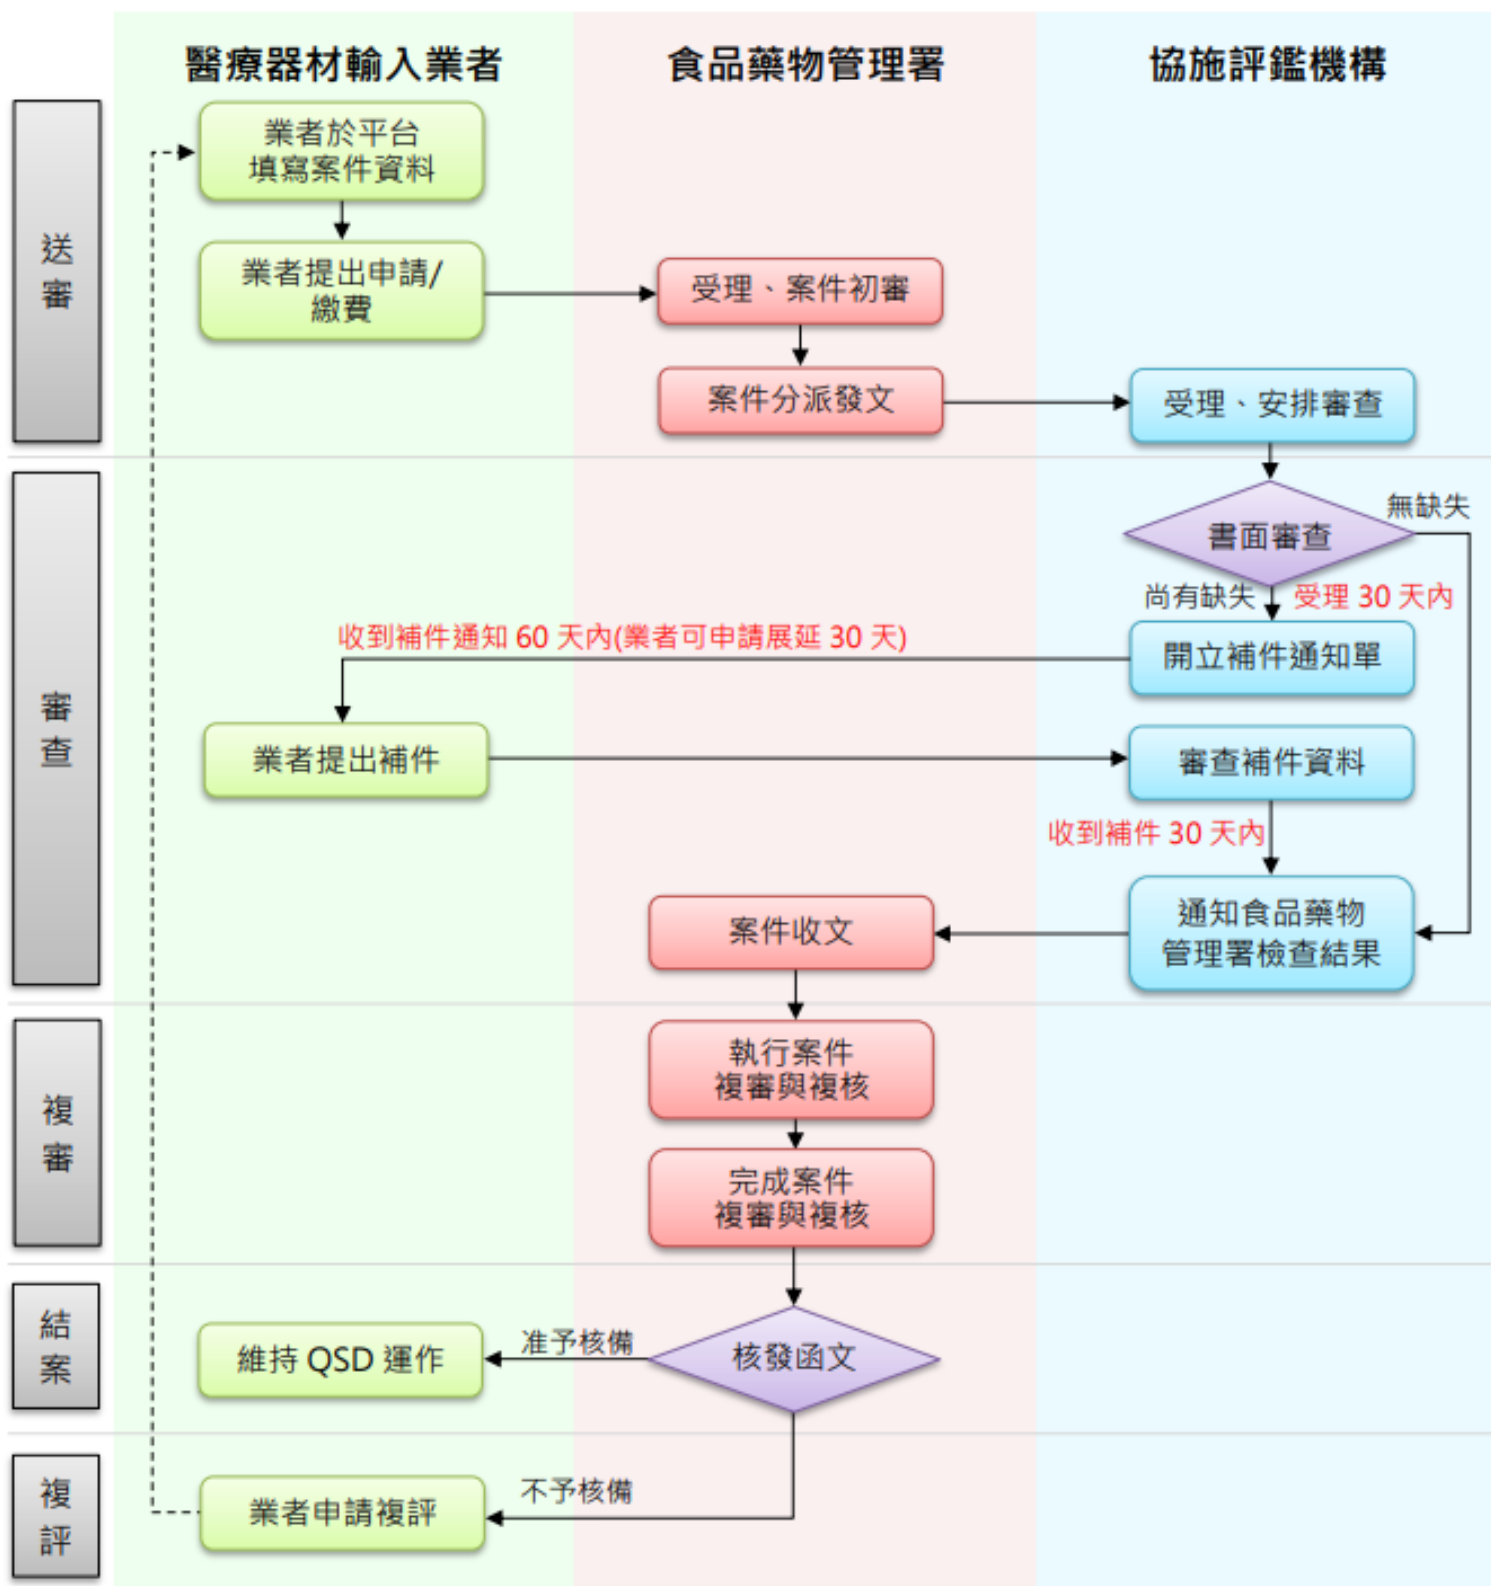 醫療器材輸入業者
食品藥物管理署
協施評鑑機構
送
審
業者於平台
填寫案件資料
業者提出申請/
繳費
受理、案件初審
案件分派發文
受理、安排審查
審
查
書面審查
無缺失
尚有缺失
受理 30 天內
收到補件通知 60 天內(業者可申請展延 30 天)
開立補件通知單
業者提出補件
審查補件資料
收到補件 30 天內
案件收文
通知食品藥物
管理署檢查結果
複
審
執行案件
複審與複核
完成案件
複審與複核
結
案
維持 QSD 運作
准予核備
核發函文
複
評
業者申請複評
不予核備